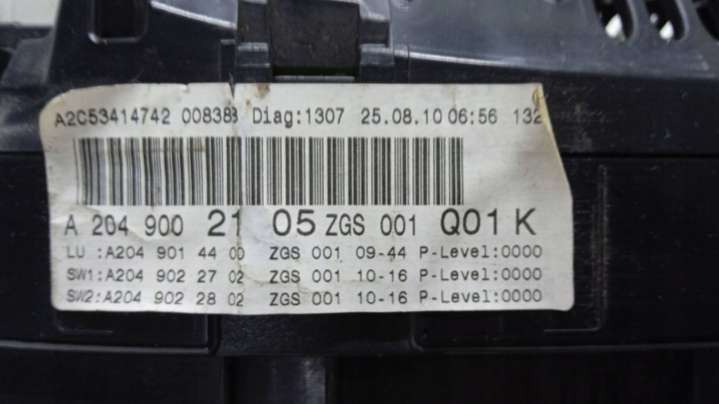 A2C53414742 008388 Diag:1307 25.08.10 06:56 132
A 204 900 21 05 ZGS 001 Q01 K
LU :A204 901 44 00 ZGS 001 09-44 P-Level:0000
SW1:A204 902 27 02 ZGS 001 10-16 P-Level:0000
SW2:A204 902 28 02 ZGS 001 10-16 P-Level:0000